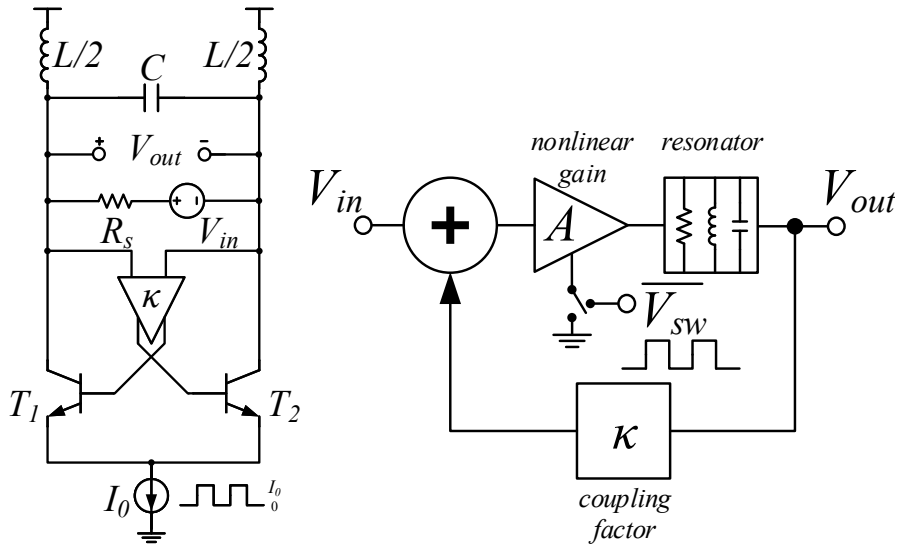 L/2 L/2
C
+ V_out -
R_s + - V_in
κ
T_1 T_2
I_0 I_0
0
nonlinear
gain
resonator
V_in + A V_out
V_sw
κ
coupling
factor